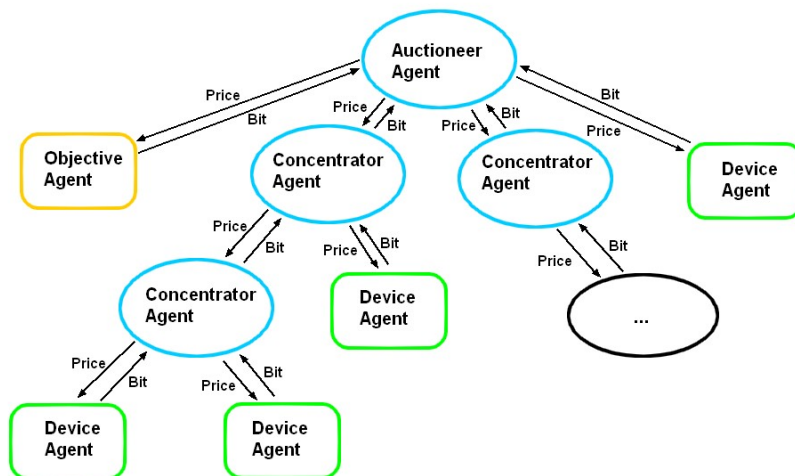 Auctioneer
Agent
Price
Bit
Price
Bit
Price
Bit
Bit
Price
Objective
Agent
Concentrator
Agent
Concentrator
Agent
Device
Agent
Price
Bit
Price
Bit
Price
Bit
Concentrator
Agent
Device
Agent
...
Price
Bit
Price
Bit
Device
Agent
Device
Agent